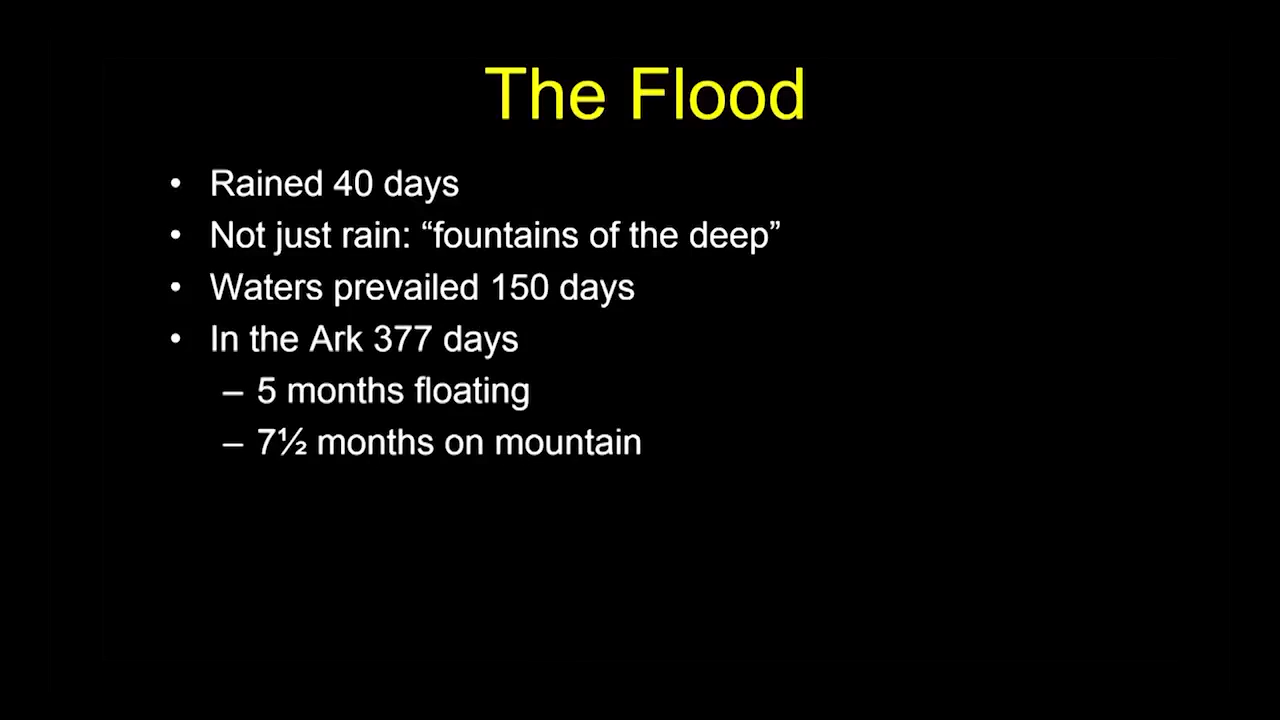 The Flood
• Rained 40 days
• Not just rain: “fountains of the deep”
• Waters prevailed 150 days
• In the Ark 377 days
– 5 months floating
– 7½ months on mountain